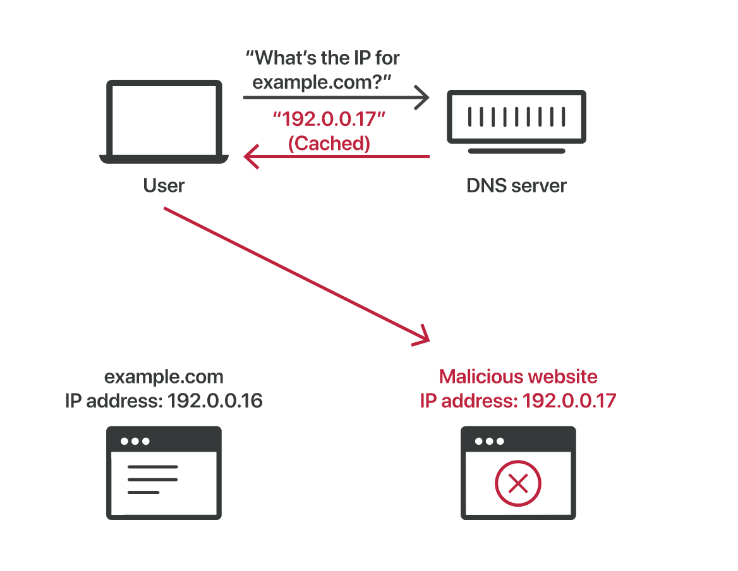 “What’s the IP for
example.com?”
“192.0.0.17”
(Cached)
User
DNS server
example.com
IP address: 192.0.0.16
Malicious website
IP address: 192.0.0.17